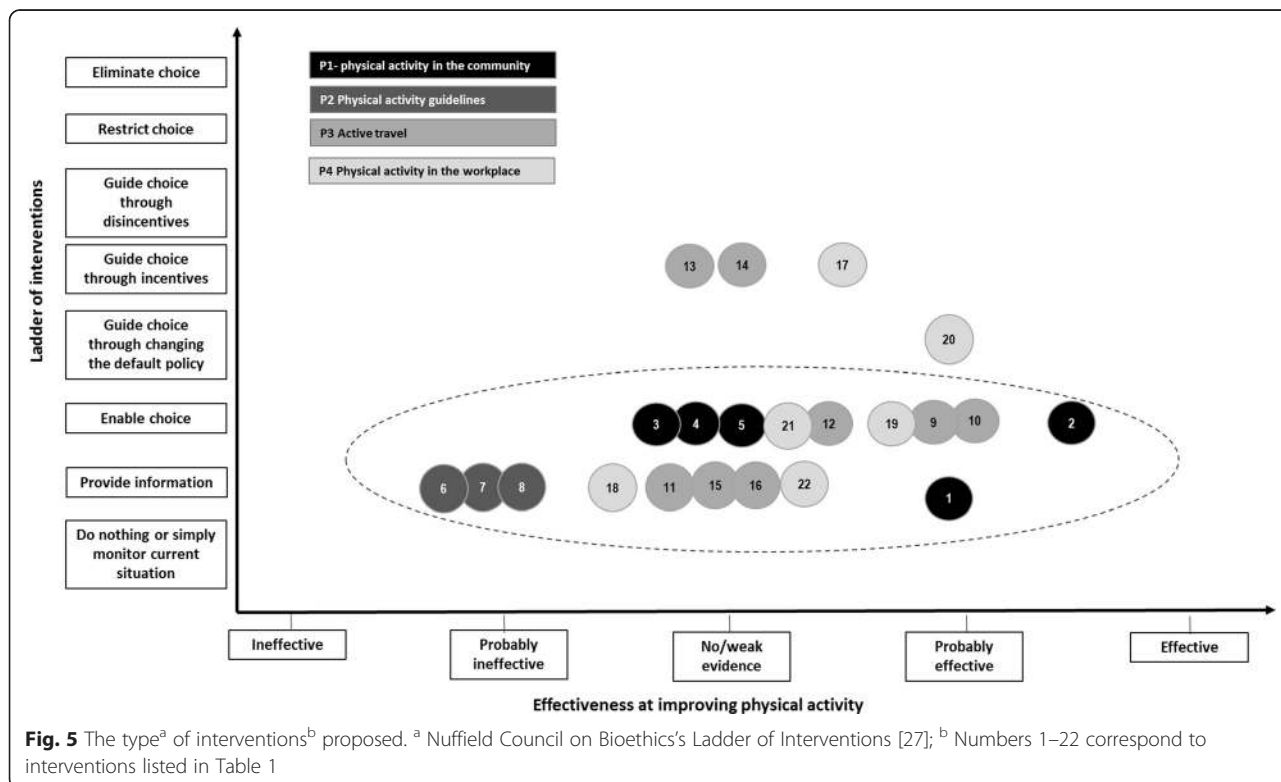 Ladder of interventions
Eliminate choice
Restrict choice
Guide choice
through
disincentives
Guide choice
through incentives
Guide choice
through changing
the default policy
Enable choice
Provide information
Do nothing or simply
monitor current
situation
P1- physical activity in the community
P2 Physical activity guidelines
P3 Active travel
P4 Physical activity in the workplace
13 14 17
20
3 4 5 21 12 19 9 10 2
6 7 8 18 11 15 16 22 1
Ineffective
Probably
ineffective
No/weak
evidence
Probably
effective
Effective
Effectiveness at improving physical activity
Fig. 5 The typeᵃ of interventionsᵇ proposed. ᵃ Nuffield Council on Bioethics's Ladder of Interventions [27]; ᵇ Numbers 1–22 correspond to
interventions listed in Table 1